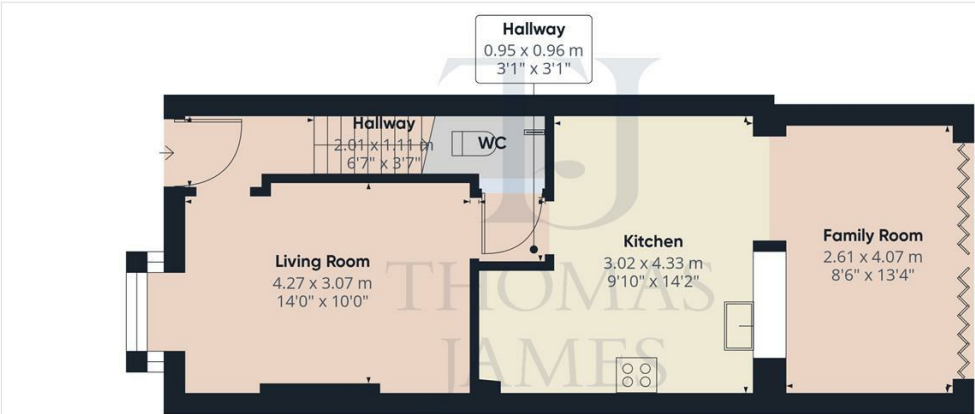 Hallway
0.95 x 0.96 m
3'1" x 3'1"
Hallway
2.01 x 1.11 m
6'7" x 3'7"
WC
Living Room
4.27 x 3.07 m
14'0" x 10'0"
Kitchen
3.02 x 4.33 m
9'10" x 14'2"
Family Room
2.61 x 4.07 m
8'6" x 13'4"
TJ
THOMAS
JAMES